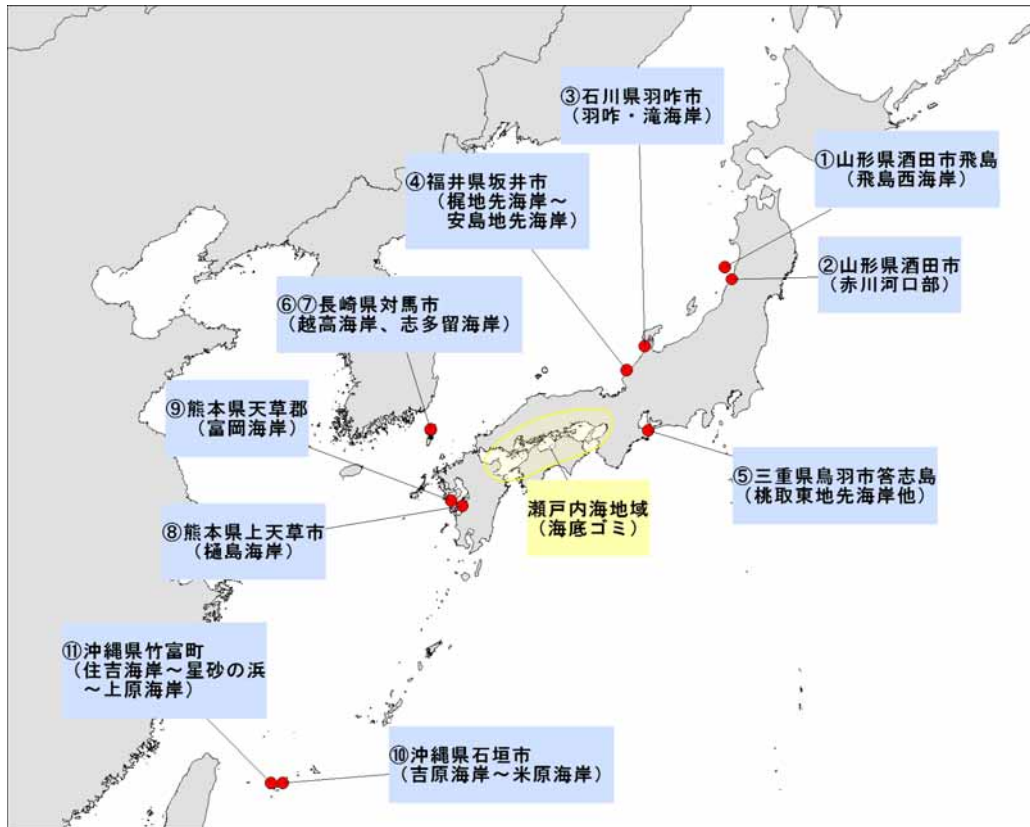 ③石川県羽咋市
（羽咋・滝海岸）
①山形県酒田市飛島
（飛島西海岸）
④福井県坂井市
（梶地先海岸～
安島地先海岸）
②山形県酒田市
（赤川河口部）
⑥⑦長崎県対馬市
（越高海岸、志多留海岸）
⑨熊本県天草郡
（富岡海岸）
⑤三重県鳥羽市答志島
（桃取東地先海岸他）
瀬戸内海地域
（海底ゴミ）
⑧熊本県上天草市
（樋島海岸）
⑪沖縄県竹富町
（住吉海岸～星砂の浜
～上原海岸）
⑩沖縄県石垣市
（吉原海岸～米原海岸）